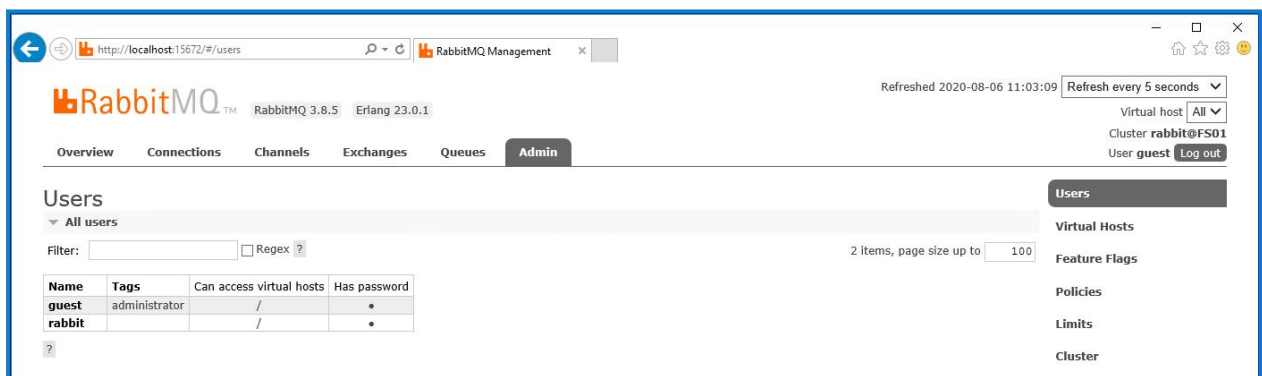 http://localhost:15672/#/users
RabbitMQ Management
RabbitMQ TM
RabbitMQ 3.8.5
Erlang 23.0.1
Refreshed 2020-08-06 11:03:09 Refresh every 5 seconds
Virtual host All
Cluster rabbit@FS01
User guest Log out
Overview Connections Channels Exchanges Queues Admin
Users
All users
Filter: Regex ?
2 items, page size up to 100
Name Tags Can access virtual hosts Has password
guest administrator / •
rabbit / •
?
Users
Virtual Hosts
Feature Flags
Policies
Limits
Cluster